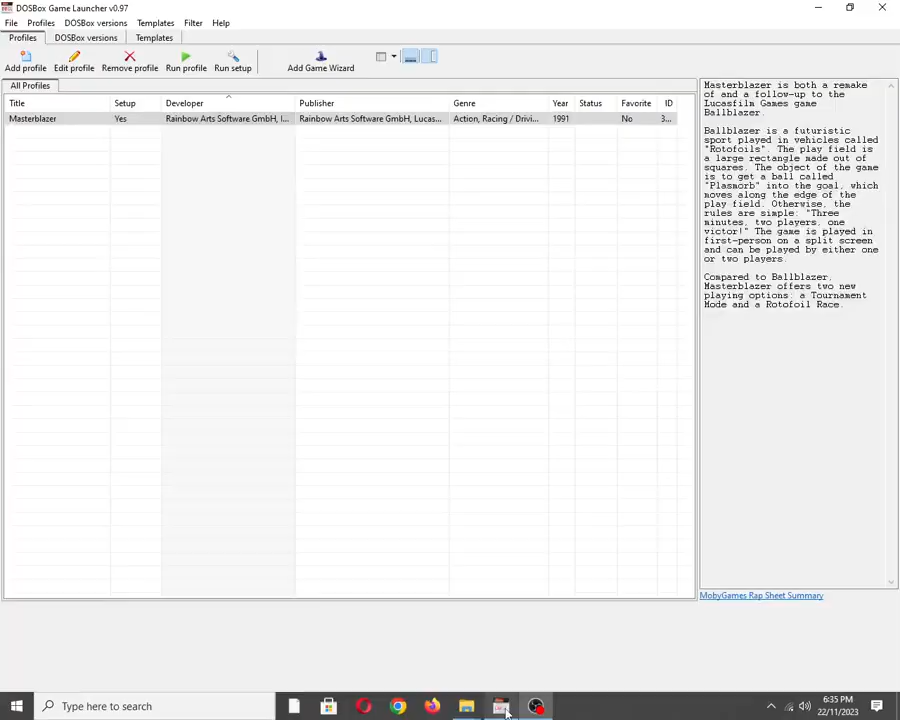 DOSBox Game Launcher v0.97
File Profiles DOSBox versions Templates Filter Help
Profiles DOSBox versions Templates
Add profile Edit profile Remove profile Run profile Run setup Add Game Wizard
All Profiles
Title Setup Developer Publisher Genre Year Status Favorite ID
Masterblazer Yes Rainbow Arts Software GmbH, I... Rainbow Arts Software GmbH, Lucas... Action, Racing / Drivi... 1991 No 3...
Masterblazer is both a remake
of and a follow-up to the
Lucasfilm Games game
Ballblazer.
Ballblazer is a futuristic
sport played in vehicles called
"Rotofoils". The play field is
a large rectangle made out of
squares. The object of the game
is to get a ball called
"Plasmorb" into the goal, which
moves along the edge of the
play field. Otherwise, the
rules are simple: "Three
minutes, two players, one
victor!" The game is played in
first-person on a split screen
and can be played by either one
or two players.
Compared to Ballblazer,
Masterblazer offers two new
playing options: a Tournament
Mode and a Rotofoil Race.
MobyGames Rap Sheet Summary
Type here to search
6:35 PM
22/11/2023